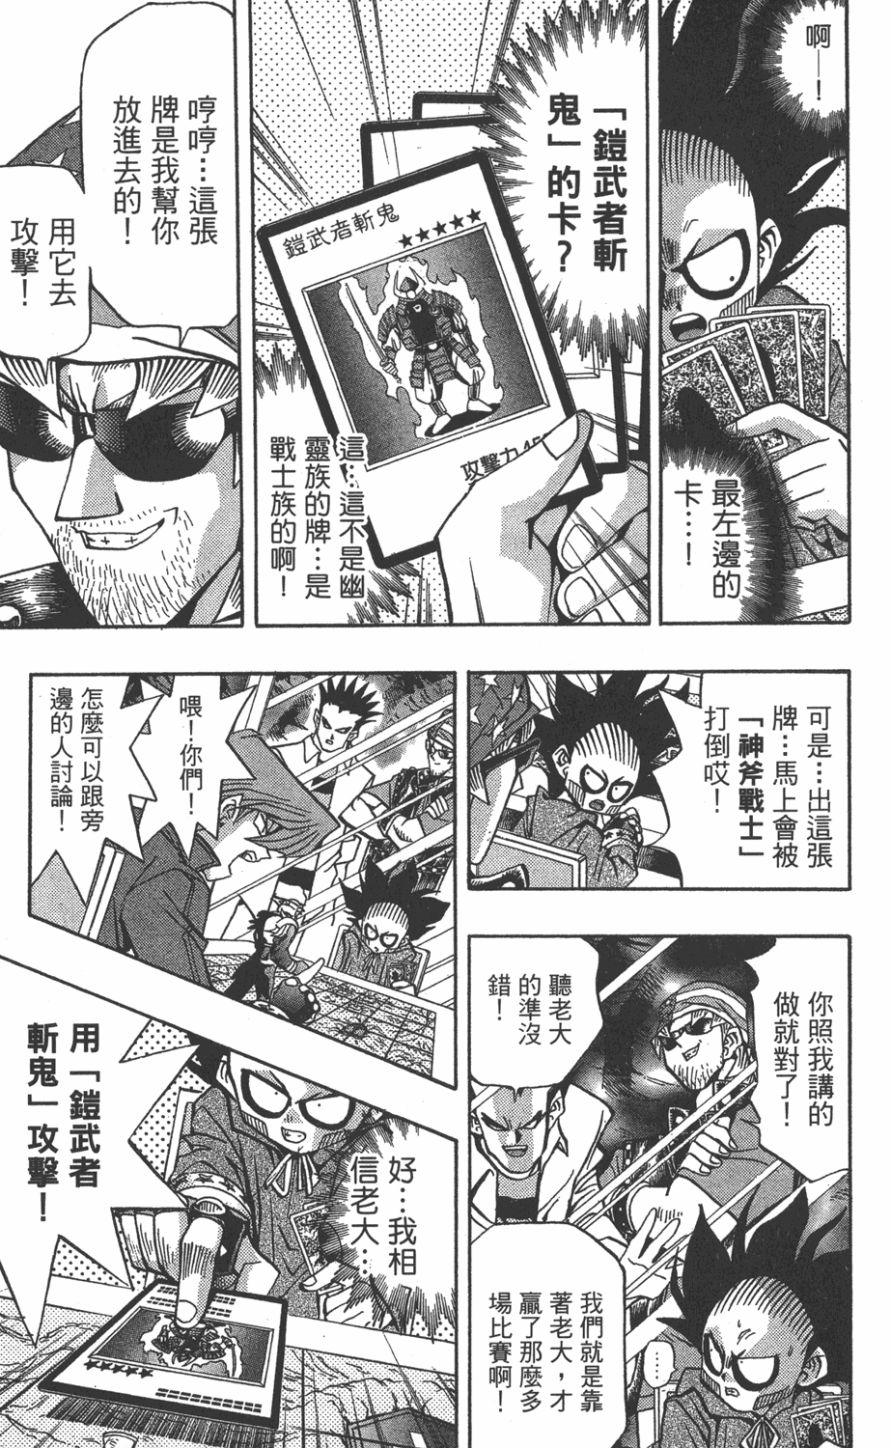 啊—！
最左邊的
卡…！
「鎧武者斬
鬼」的卡？
鎧武者斬鬼
★★★★★
攻擊力
這…這不是幽
靈族的牌…是
戰士族的啊！
哼哼…這張
牌是我幫你
放進去的！
用它去
攻擊！
可是…出這張
牌…馬上會被
「神斧戰士」
打倒哎！
喂！你們！
怎麼可以跟旁
邊的人討論！
你照我講的
做就對了！
聽老大
的準沒
錯！
我們就是靠
著老大，才
贏了那麼多
場比賽啊！
……
好…我相
信老大…
用「鎧武者
斬鬼」攻擊！